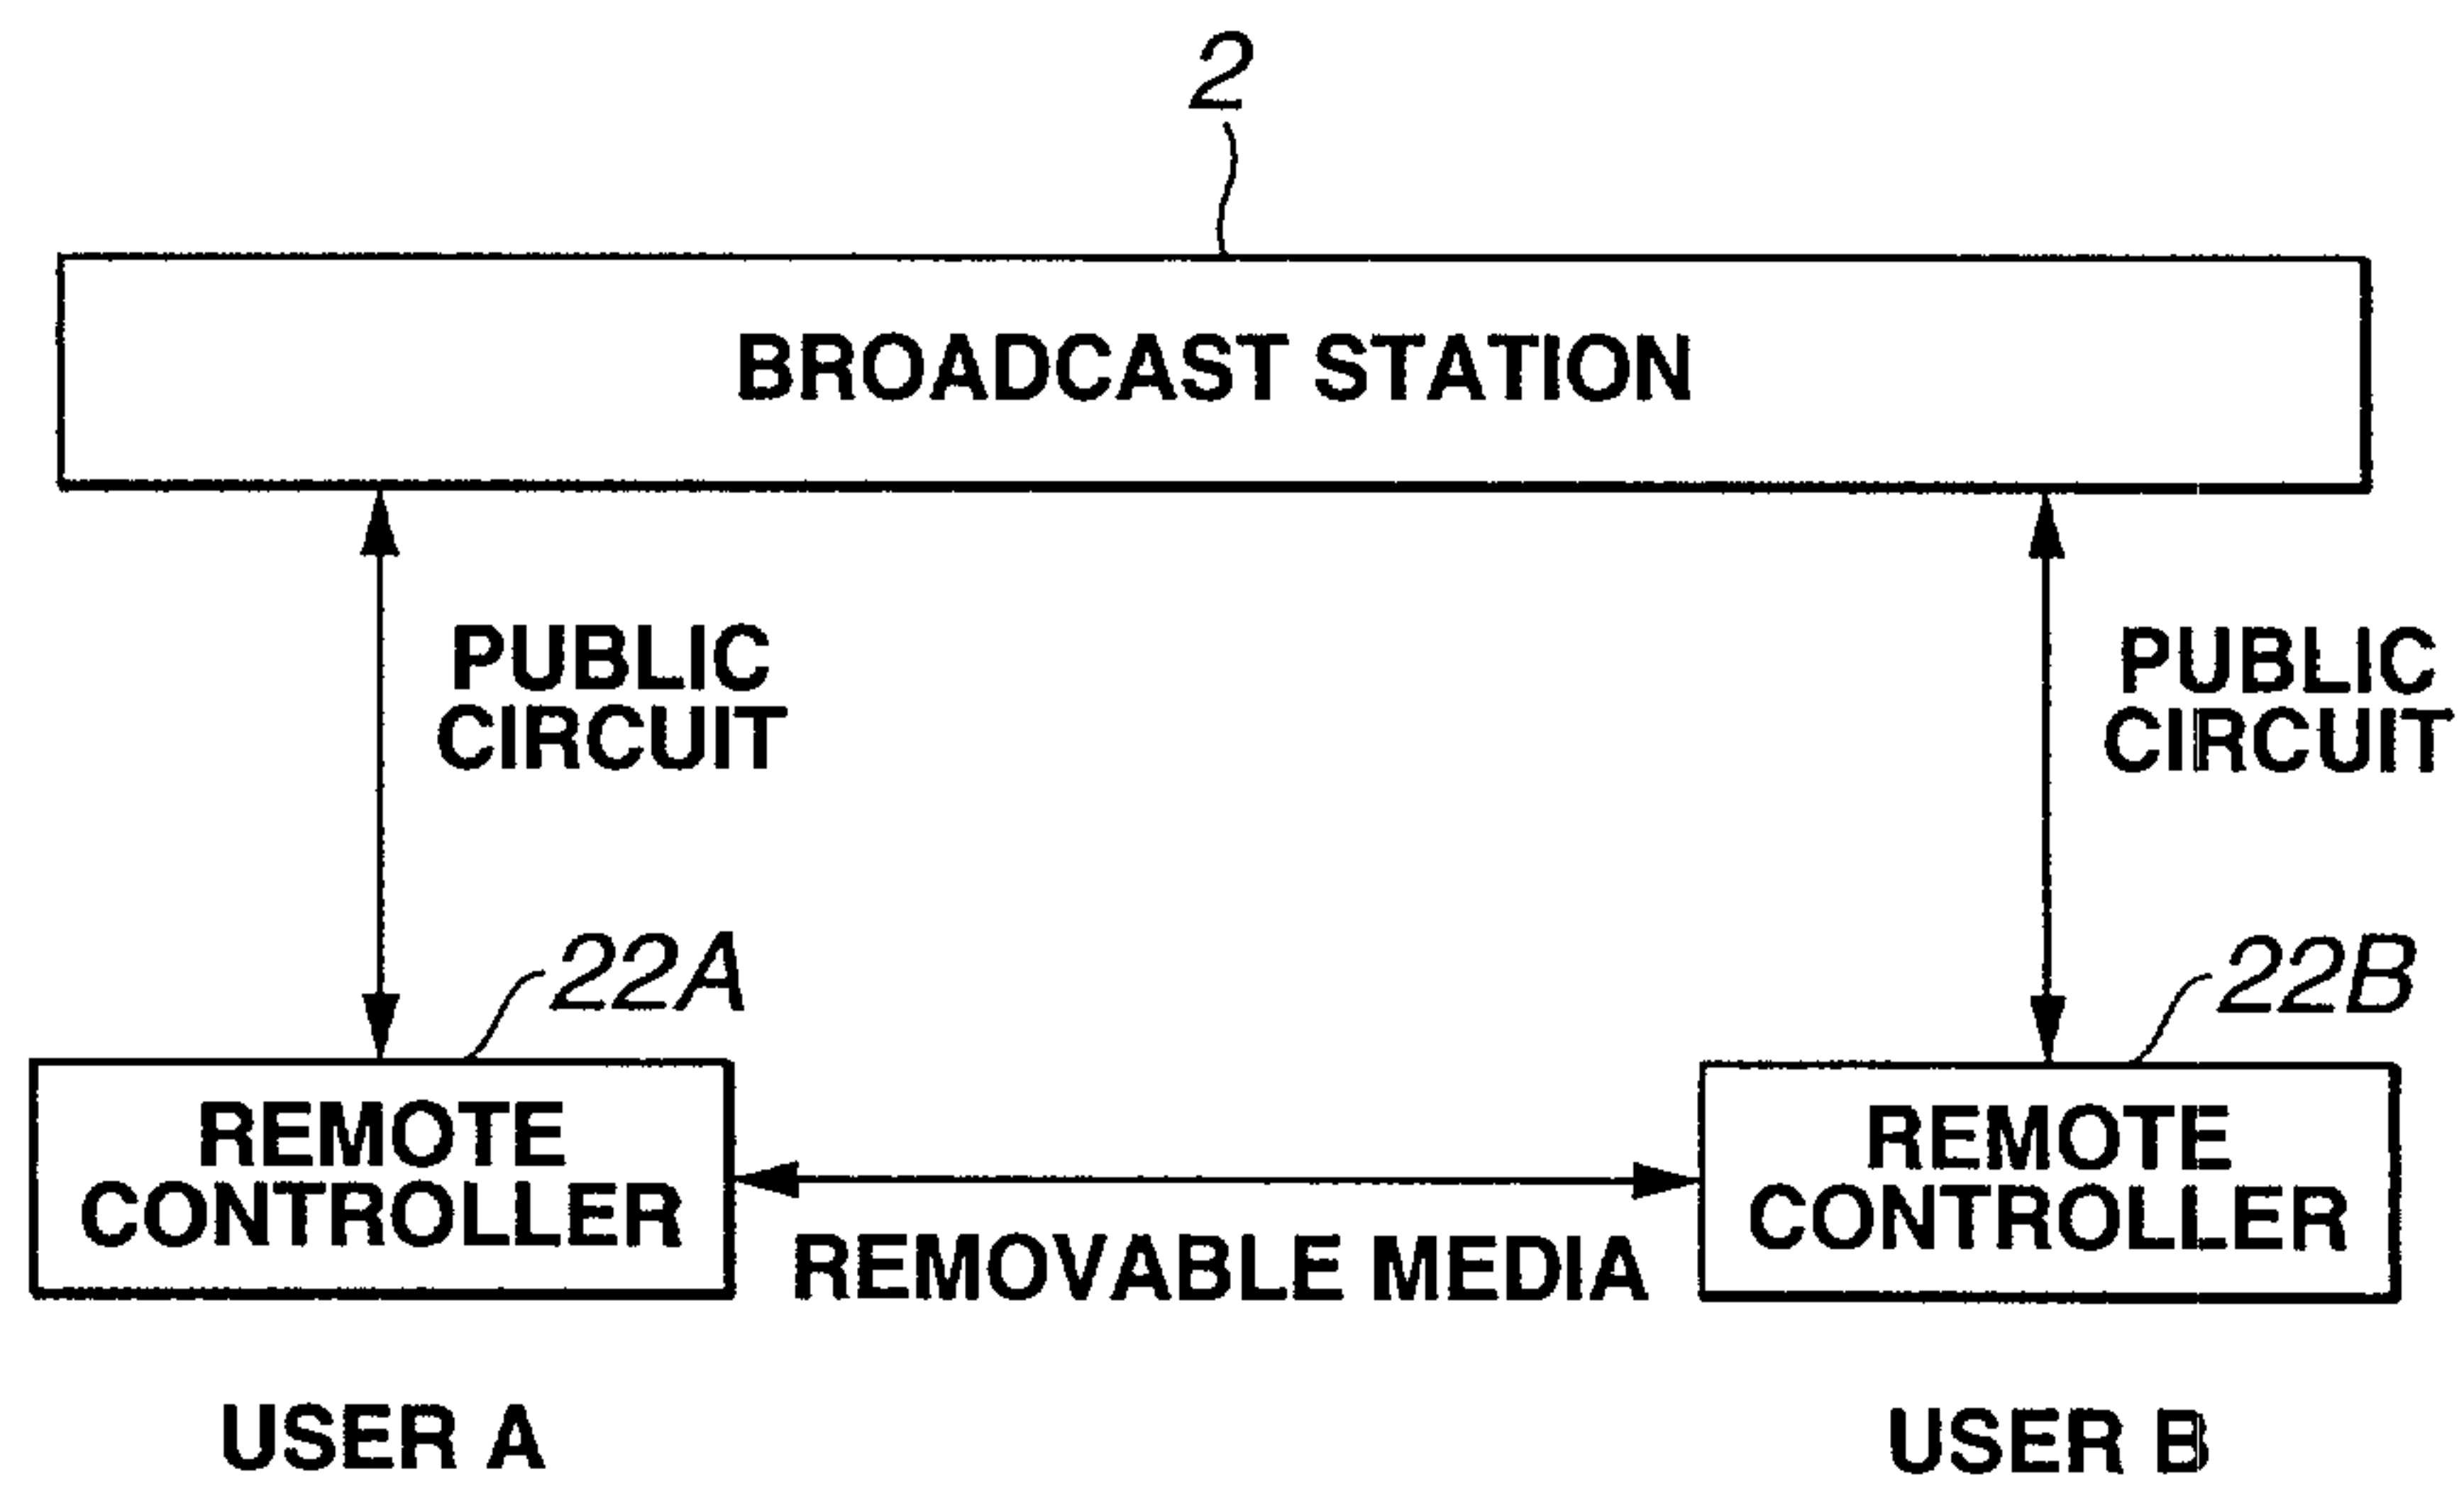 2
BROADCAST STATION
PUBLIC
CIRCUIT
PUBLIC
CIRCUIT
22A
22B
REMOTE
CONTROLLER
REMOTE
CONTROLLER
REMOVABLE MEDIA
USER A
USER B